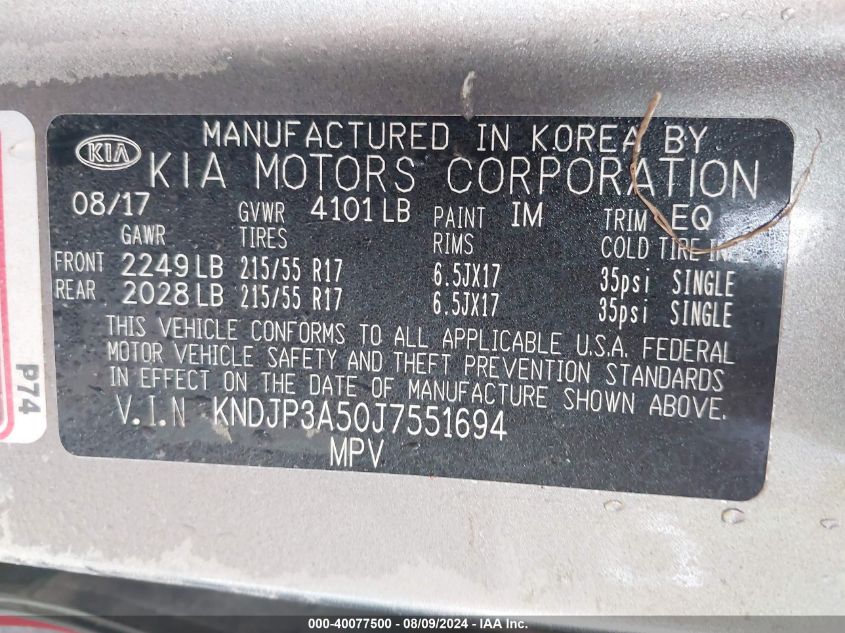 KIA
MANUFACTURED IN KOREA BY
KIA MOTORS CORPORATION
08/17 GVWR 4101 LB PAINT IM TRIM EQ
GAWR TIRES RIMS COLD TIRE
FRONT 2249 LB 215/55 R17 6.5JX17 35psi SINGLE
REAR 2028 LB 215/55 R17 6.5JX17 35psi SINGLE
THIS VEHICLE CONFORMS TO ALL APPLICABLE U.S.A. FEDERAL
MOTOR VEHICLE SAFETY AND THEFT PREVENTION STANDARDS
IN EFFECT ON THE DATE OF MANUFACTURE SHOWN ABOVE.
V.I.N KNDJP3A50J7551694
MPV
P74
000-40077500 - 08/09/2024 - IAA Inc.